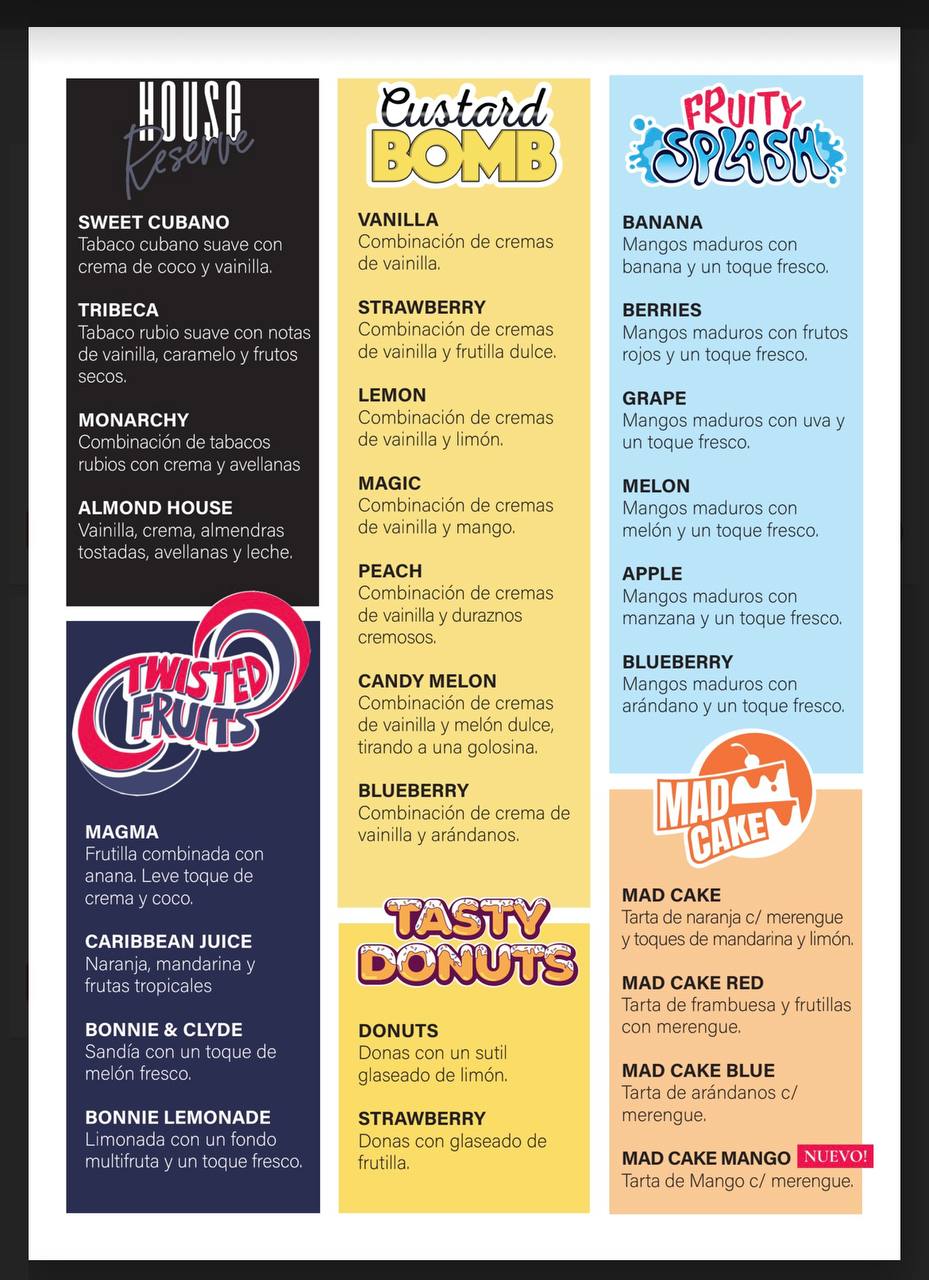 HOUSE
Reserve
SWEET CUBANO
Tabaco cubano suave con
crema de coco y vainilla.
TRIBECA
Tabaco rubio suave con notas
de vainilla, caramelo y frutos
secos.
MONARCHY
Combinación de tabacos
rubios con crema y avellanas
ALMOND HOUSE
Vainilla, crema, almendras
tostadas, avellanas y leche.
TWISTED
FRUITS
MAGMA
Frutilla combinada con
anana. Leve toque de
crema y coco.
CARIBBEAN JUICE
Naranja, mandarina y
frutas tropicales
BONNIE & CLYDE
Sandía con un toque de
melón fresco.
BONNIE LEMONADE
Limonada con un fondo
multifruta y un toque fresco.
Custard
BOMB
VANILLA
Combinación de cremas
de vainilla.
STRAWBERRY
Combinación de cremas
de vainilla y frutilla dulce.
LEMON
Combinación de cremas
de vainilla y limón.
MAGIC
Combinación de cremas
de vainilla y mango.
PEACH
Combinación de cremas
de vainilla y duraznos
cremosos.
CANDY MELON
Combinación de cremas
de vainilla y melón dulce,
tirando a una golosina.
BLUEBERRY
Combinación de crema de
vainilla y arándanos.
TASTY
DONUTS
DONUTS
Donas con un sutil
glaseado de limón.
STRAWBERRY
Donas con glaseado de
frutilla.
FRUITY
SPLASH
BANANA
Mangos maduros con
banana y un toque fresco.
BERRIES
Mangos maduros con frutos
rojos y un toque fresco.
GRAPE
Mangos maduros con uva y
un toque fresco.
MELON
Mangos maduros con
melón y un toque fresco.
APPLE
Mangos maduros con
manzana y un toque fresco.
BLUEBERRY
Mangos maduros con
arándano y un toque fresco.
MAD
CAKE
MAD CAKE
Tarta de naranja c/ merengue
y toques de mandarina y limón.
MAD CAKE RED
Tarta de frambuesa y frutillas
con merengue.
MAD CAKE BLUE
Tarta de arándanos c/
merengue.
MAD CAKE MANGO NUEVO!
Tarta de Mango c/ merengue.